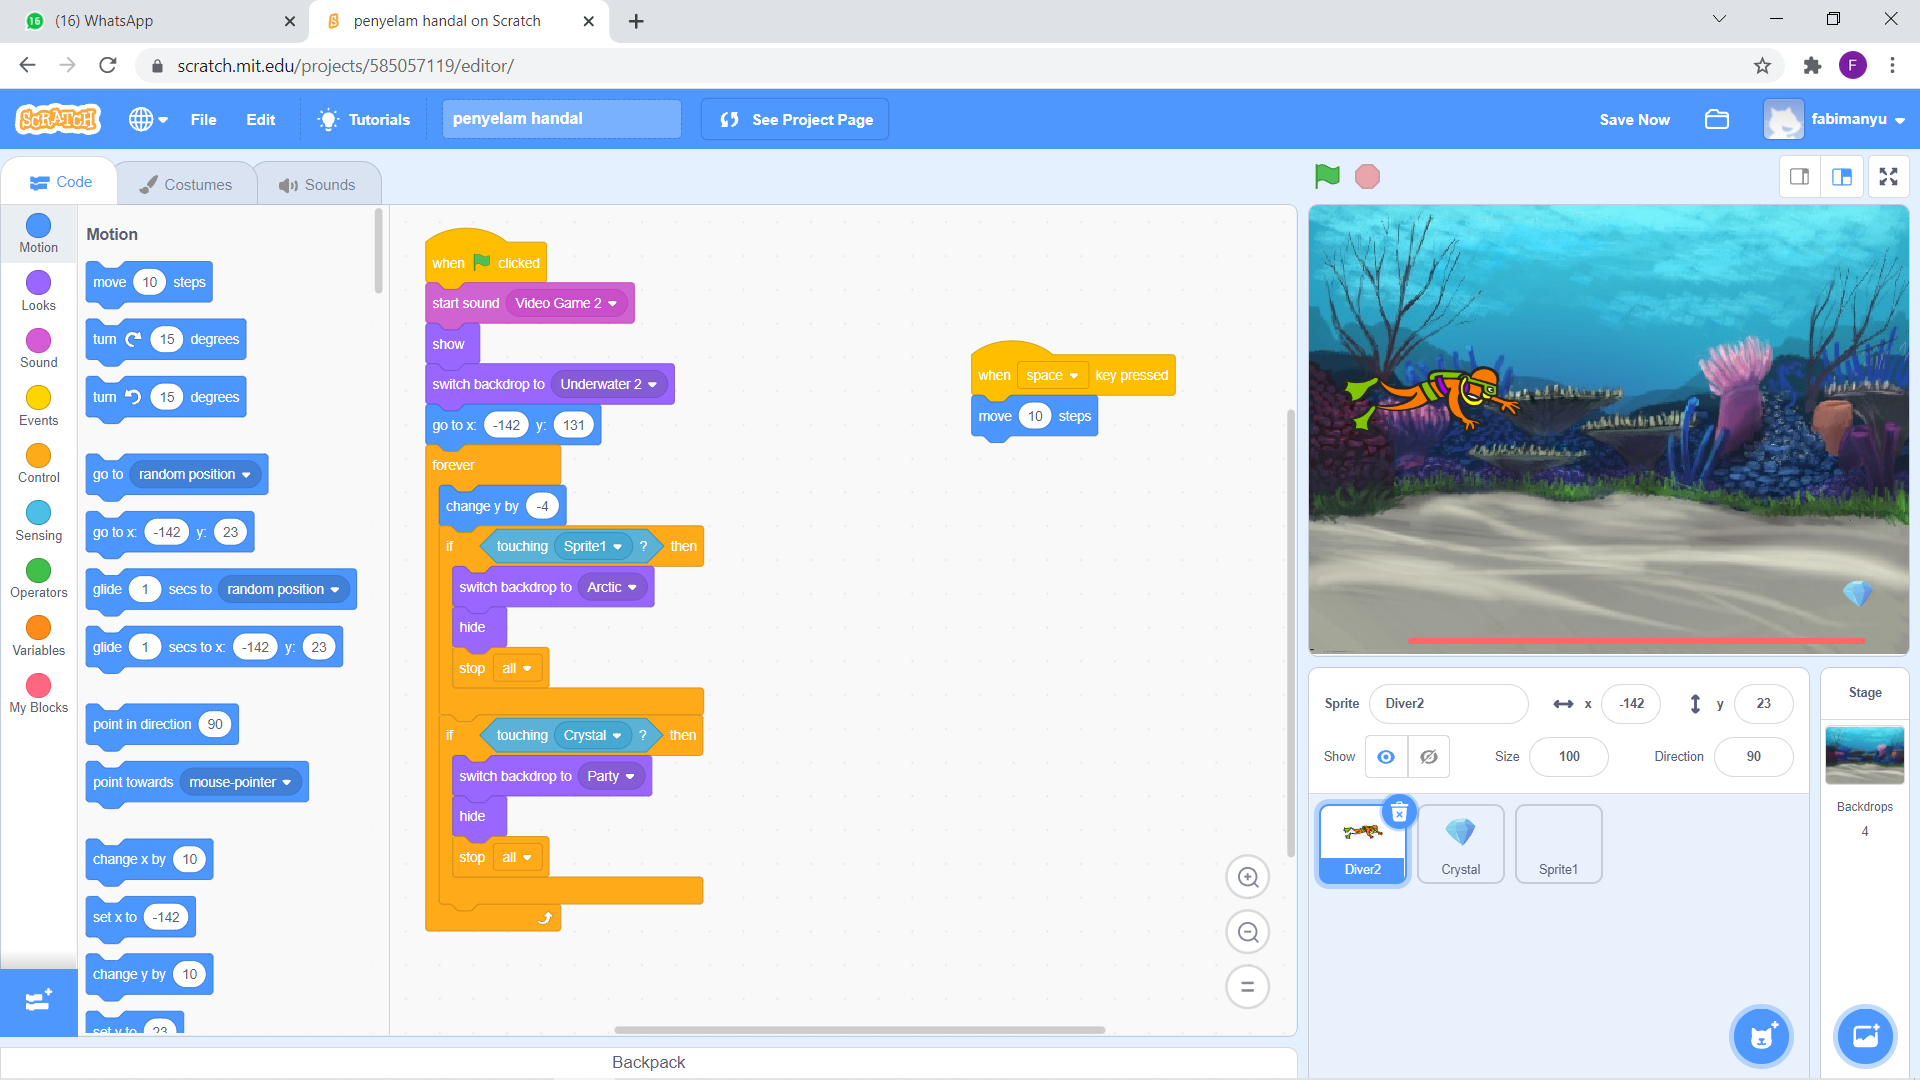 (16) WhatsApp
penyelam handal on Scratch
scratch.mit.edu/projects/585057119/editor/
F
SCRATCH
File
Edit
Tutorials
penyelam handal
See Project Page
Save Now
fabimanyu
Code
Costumes
Sounds
Motion
Looks
Sound
Events
Control
Sensing
Operators
Variables
My Blocks
Motion
move 10 steps
turn 15 degrees
turn 15 degrees
go to random position
go to x: -142 y: 23
glide 1 secs to random position
glide 1 secs to x: -142 y: 23
point in direction 90
point towards mouse-pointer
change x by 10
set x to -142
change y by 10
set y to 23
when clicked
start sound Video Game 2
show
switch backdrop to Underwater 2
go to x: -142 y: 131
forever
change y by -4
if touching Sprite1 ? then
switch backdrop to Arctic
hide
stop all
if touching Crystal ? then
switch backdrop to Party
hide
stop all
when space key pressed
move 10 steps
Backpack
Sprite Diver2 x -142 y 23
Show Size 100 Direction 90
Diver2
Crystal
Sprite1
Stage
Backdrops
4